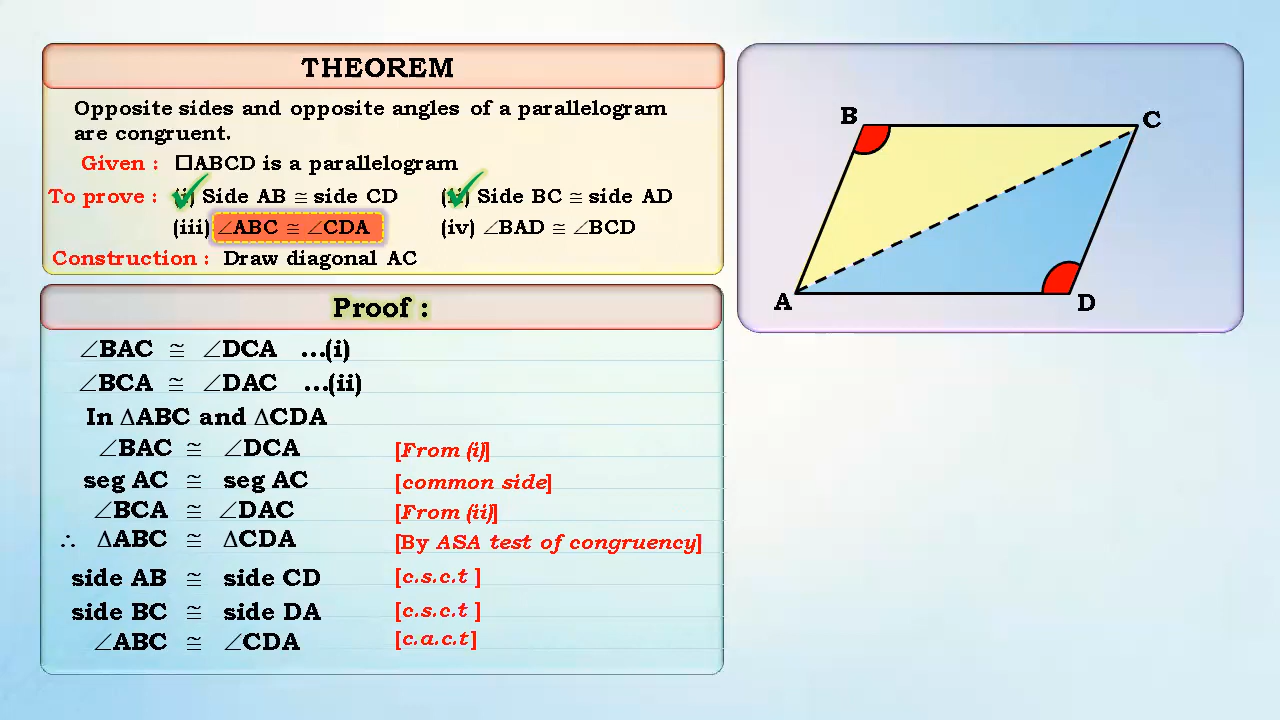 THEOREM
Opposite sides and opposite angles of a parallelogram
are congruent.
Given : □ABCD is a parallelogram
To prove : (i) Side AB ≅ side CD (ii) Side BC ≅ side AD
(iii) ∠ABC ≅ ∠CDA (iv) ∠BAD ≅ ∠BCD
Construction : Draw diagonal AC
Proof :
∠BAC ≅ ∠DCA ...(i)
∠BCA ≅ ∠DAC ...(ii)
In ∆ABC and ∆CDA
∠BAC ≅ ∠DCA [From (i)]
seg AC ≅ seg AC [common side]
∠BCA ≅ ∠DAC [From (ii)]
∴ ∆ABC ≅ ∆CDA [By ASA test of congruency]
side AB ≅ side CD [c.s.c.t ]
side BC ≅ side DA [c.s.c.t ]
∠ABC ≅ ∠CDA [c.a.c.t]
B C
A D